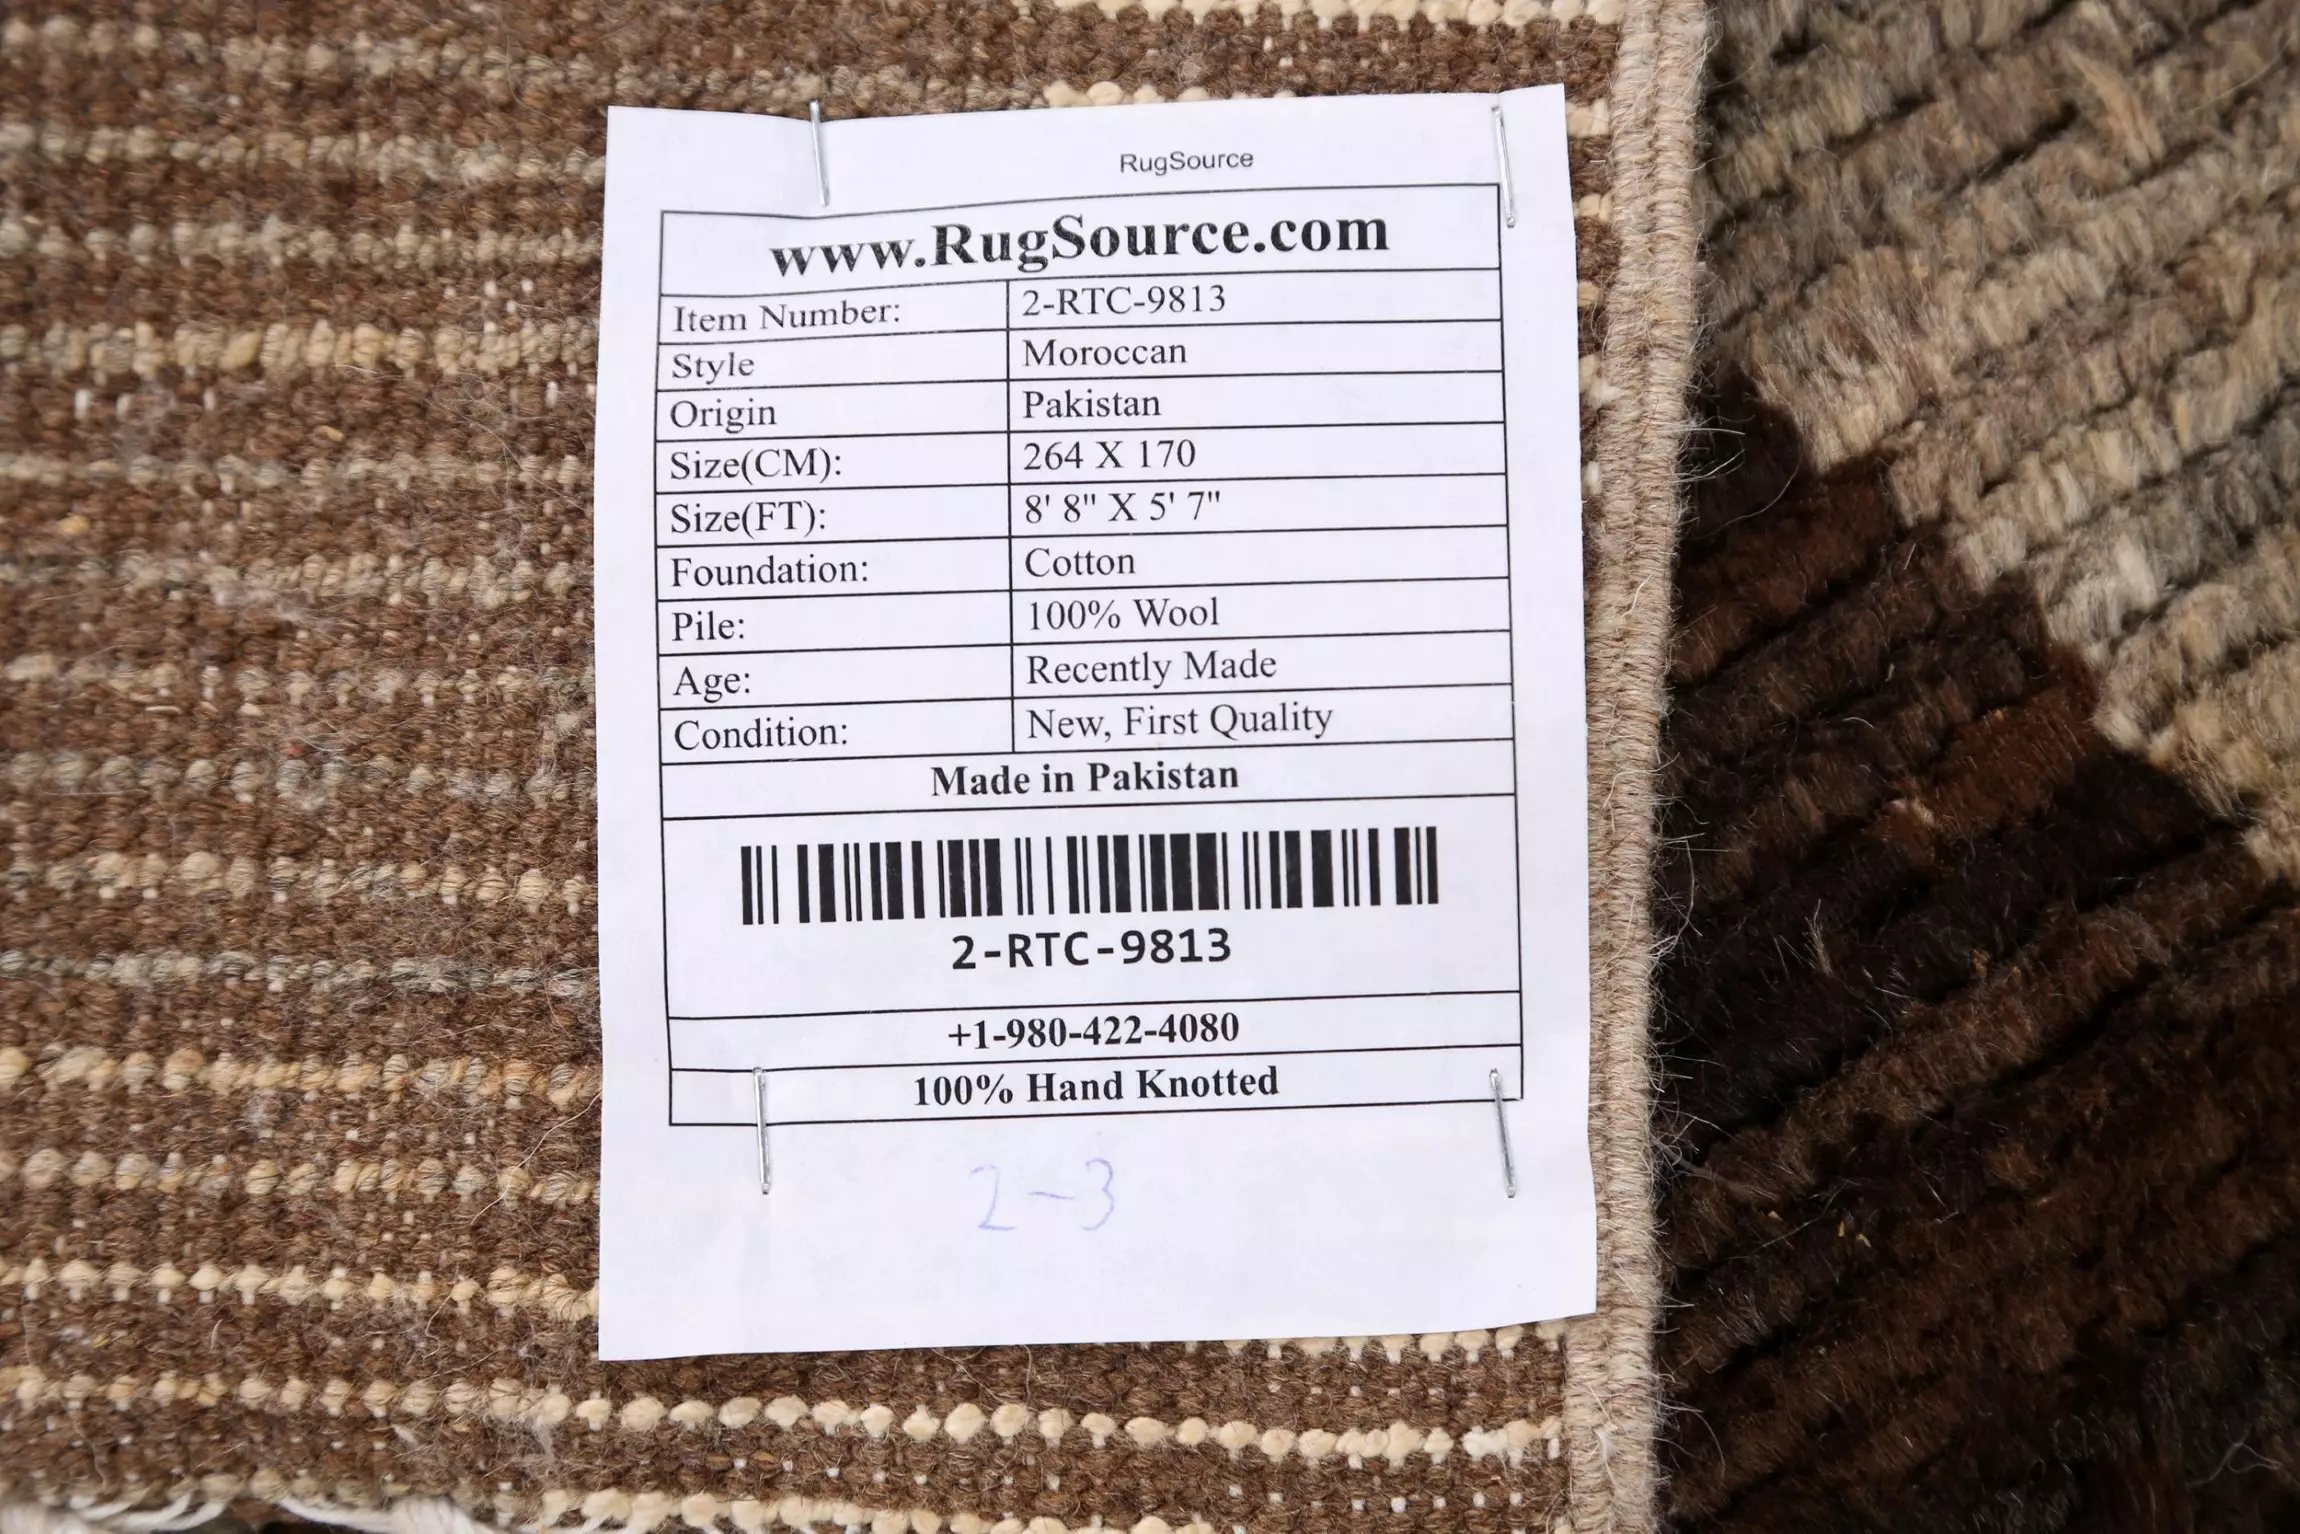 RugSource
www.RugSource.com
Item Number: 2-RTC-9813
Style Moroccan
Origin Pakistan
Size(CM): 264 X 170
Size(FT): 8' 8" X 5' 7"
Foundation: Cotton
Pile: 100% Wool
Age: Recently Made
Condition: New, First Quality
Made in Pakistan
2-RTC-9813
+1-980-422-4080
100% Hand Knotted
2-3